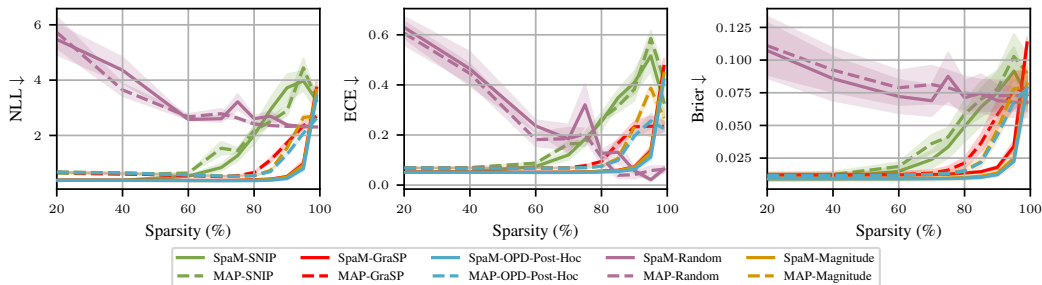 NLL ↓
6
4
2
20
40
60
80
100
Sparsity (%)
ECE ↓
0.6
0.4
0.2
0.0
20
40
60
80
100
Sparsity (%)
Brier ↓
0.125
0.100
0.075
0.050
0.025
20
40
60
80
100
Sparsity (%)
SpaM-SNIP
MAP-SNIP
SpaM-GraSP
MAP-GraSP
SpaM-OPD-Post-Hoc
MAP-OPD-Post-Hoc
SpaM-Random
MAP-Random
SpaM-Magnitude
MAP-Magnitude